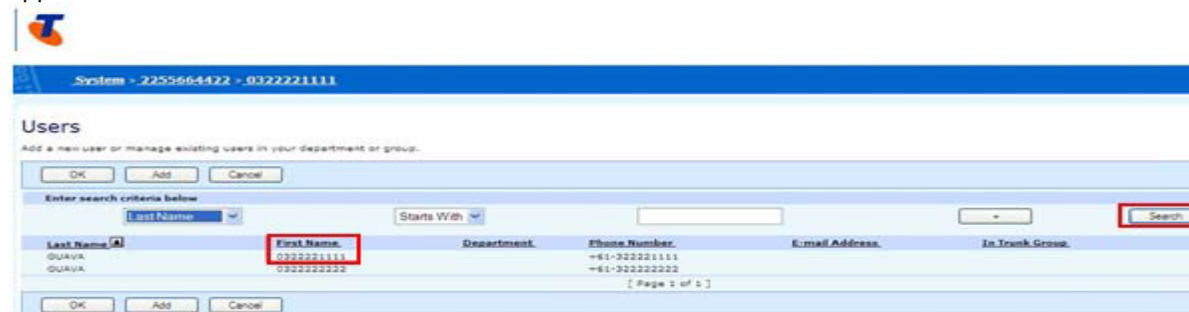 System > 2255664422 > 0322221111
Users
Add a new user or manage existing users in your department or group.
OK Add Cancel
Enter search criteria below
Last Name Starts With + Search
Last Name First Name Department Phone Number E-mail Address In Trunk Group
GUAVA 0322221111 +61-322221111
GUAVA 0322222222 +61-322222222
[ Page 1 of 1 ]
OK Add Cancel